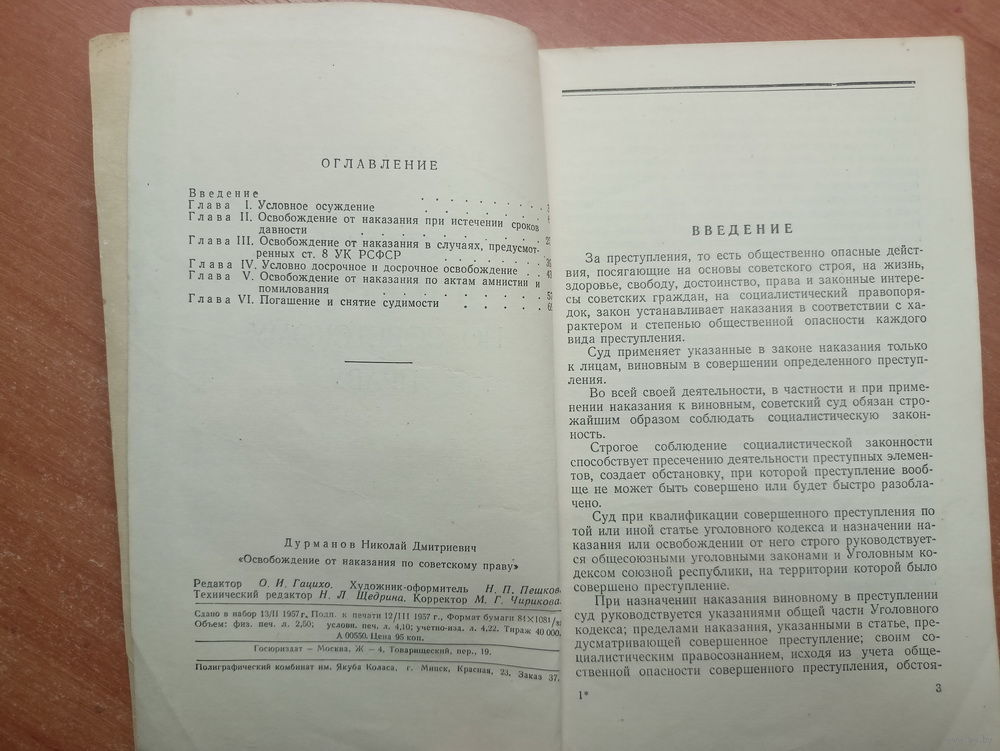 ОГЛАВЛЕНИЕ
Введение . . . . . . . . 3
Глава I. Условное осуждение . . . . . . .
Глава II. Освобождение от наказания при истечении сроков
давности . . . . . . . .
Глава III. Освобождение от наказания в случаях, предусмот-
ренных ст. 8 УК РСФСР . . . . .
Глава IV. Условно досрочное и досрочное освобождение . .
Глава V. Освобождение от наказания по актам амнистии и
помилования . . . . . . . .
Глава VI. Погашение и снятие судимости . . . .
Дурманов Николай Дмитриевич
«Освобождение от наказания по советскому праву»
Редактор О. И. Гацихо. Художник-оформитель Н. П. Пешков.
Технический редактор Н. Л. Щедрина. Корректор М. Г. Чирикова.
Сдано в набор 13/II 1957 г. Подп. к печати 12/III 1957 г. Формат бумаги 84×1081/
Объем: физ. печ. л. 2,50; условн. печ. л. 4,10; учетно-изд. л. 4,22. Тираж 40 000.
А 00550. Цена 95 коп.
Госюриздат — Москва, Ж — 4, Товарищеский, пер., 19.
Полиграфический комбинат им. Якуба Коласа, г. Минск, Красная, 23. Заказ 37.
ВВЕДЕНИЕ
За преступления, то есть общественно опасные дейст-
вия, посягающие на основы советского строя, на жизнь,
здоровье, свободу, достоинство, права и законные интере-
сы советских граждан, на социалистический правопоря-
док, закон устанавливает наказания в соответствии с ха-
рактером и степенью общественной опасности каждого
вида преступления.
Суд применяет указанные в законе наказания только
к лицам, виновным в совершении определенного преступ-
ления.
Во всей своей деятельности, в частности и при приме-
нении наказания к виновным, советский суд обязан стро-
жайшим образом соблюдать социалистическую закон-
ность.
Строгое соблюдение социалистической законности
способствует пресечению деятельности преступных элемен-
тов, создает обстановку, при которой преступление вооб-
ще не может быть совершено или будет быстро разобла-
чено.
Суд при квалификации совершенного преступления по
той или иной статье уголовного кодекса и назначении на-
казания или освобождении от него строго руководствует-
ся общесоюзными уголовными законами и Уголовным ко-
дексом союзной республики, на территории которой было
совершено преступление.
При назначении наказания виновному в преступлении
суд руководствуется указаниями общей части Уголовного
кодекса; пределами наказания, указанными в статье, пре-
дусматривающей совершенное преступление; своим со-
циалистическим правосознанием, исходя из учета обще-
ственной опасности совершенного преступления, обстоя-
1* 3